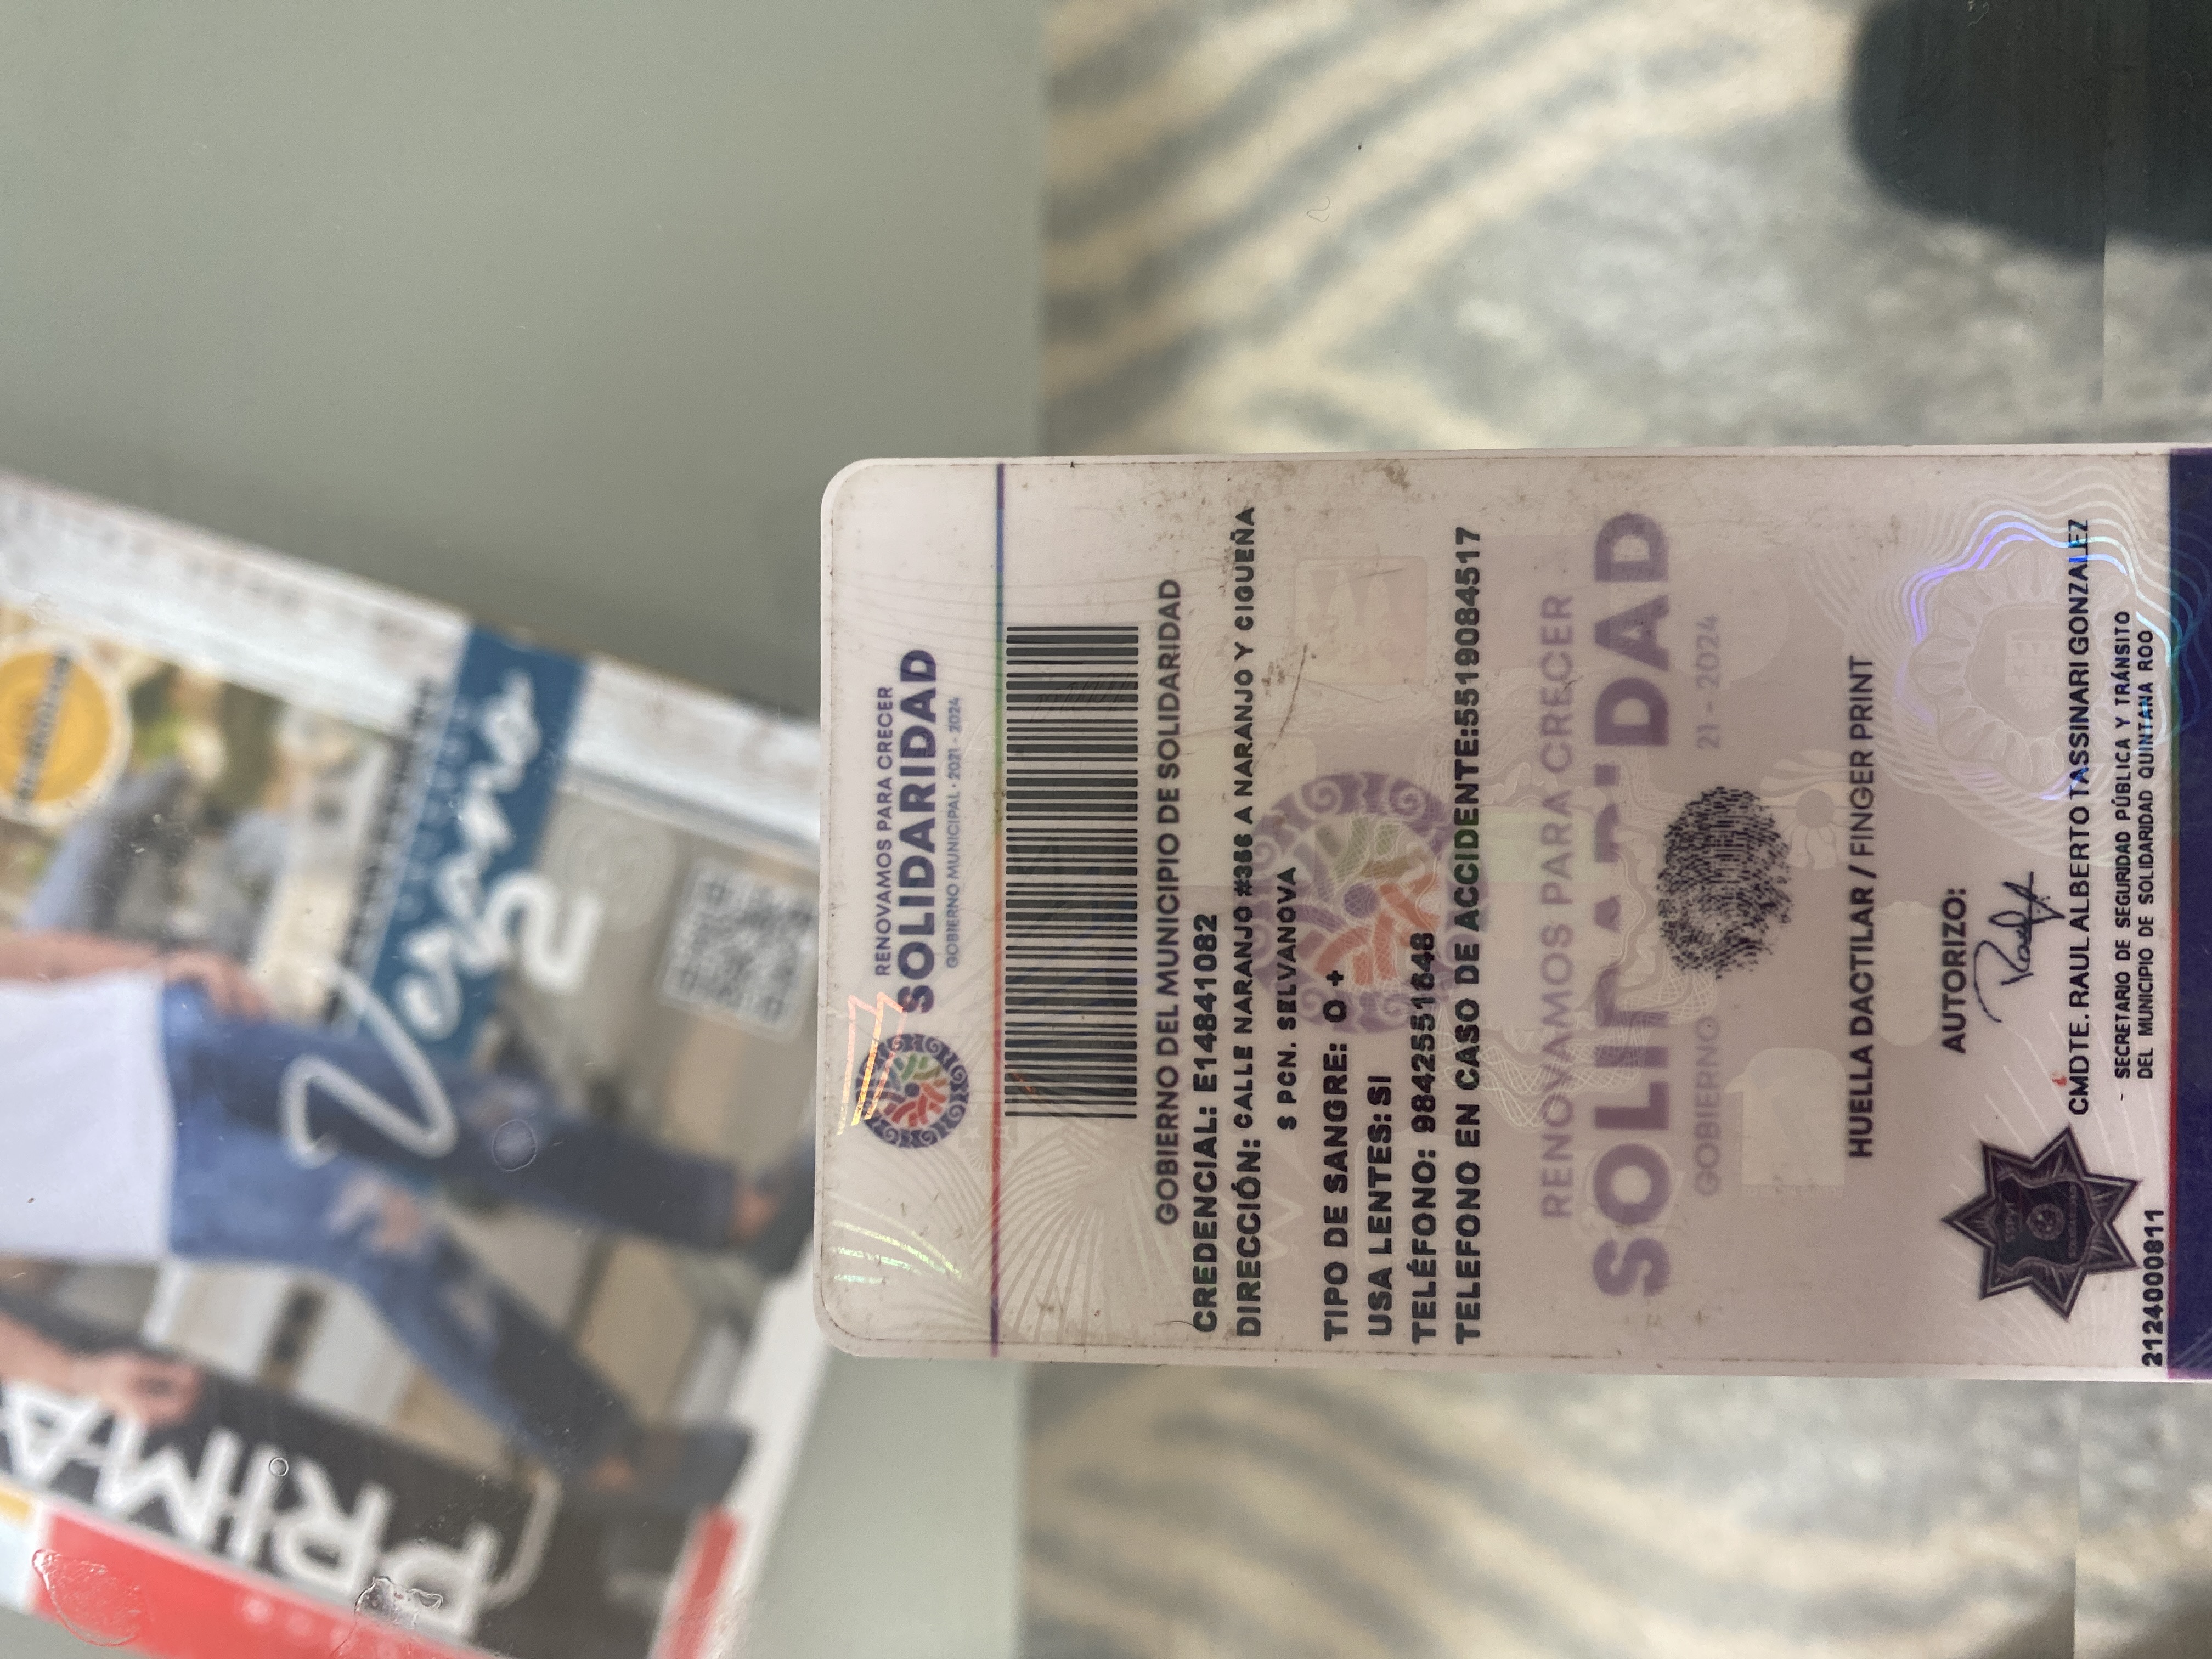 RENOVAMOS PARA CRECER
SOLIDARIDAD
GOBIERNO MUNICIPAL • 2021 - 2024
GOBIERNO DEL MUNICIPIO DE SOLIDARIDAD
CREDENCIAL: E14841082
DIRECCIÓN: CALLE NARANJO #386 A NARANJO Y CIGUEÑA
S PCN. SELVANOVA
TIPO DE SANGRE: O +
USA LENTES: SI
TELÉFONO: 9842551648
TELEFONO EN CASO DE ACCIDENTE:5519084517
RENOVAMOS PARA CRECER
SOLIDARIDAD
GOBIERNO 21 - 2024
HUELLA DACTILAR / FINGER PRINT
AUTORIZO:
CMDTE. RAUL ALBERTO TASSINARI GONZALEZ
SECRETARIO DE SEGURIDAD PÚBLICA Y TRÁNSITO
DEL MUNICIPIO DE SOLIDARIDAD QUINTANA ROO
2124000811
Verano
PRIMA